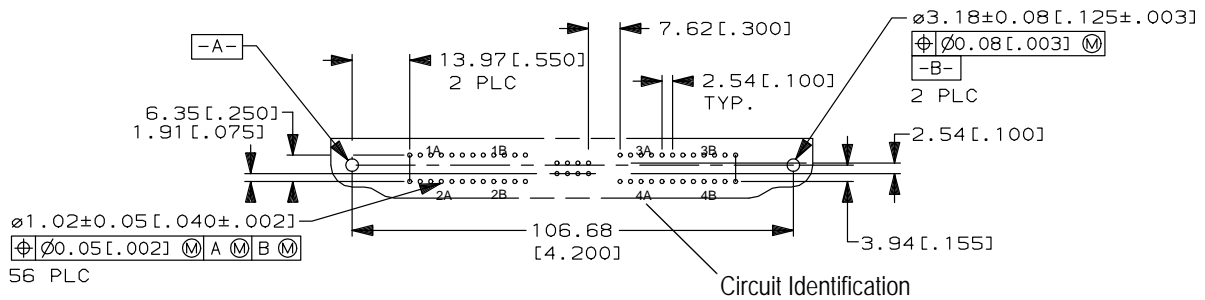 -A-
13.97[.550]
2 PLC
7.62[.300]
2.54[.100]
TYP.
⌀3.18±0.08[.125±.003]
⌖ Ø0.08[.003] Ⓜ
-B-
2 PLC
6.35[.250]
1.91[.075]
2.54[.100]
1A 1B 3A 3B
2A 2B 4A 4B
⌀1.02±0.05[.040±.002]
⌖ Ø0.05[.002] Ⓜ A Ⓜ B Ⓜ
56 PLC
106.68
[4.200]
3.94[.155]
Circuit Identification